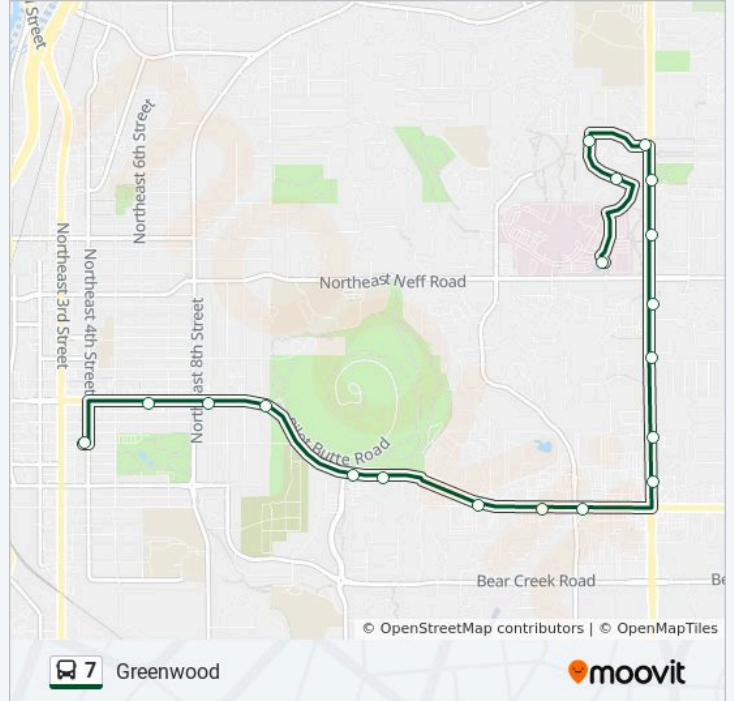 Street
Northeast 6th Street
Northeast 3rd Street
Northeast 4th Street
Northeast 8th Street
Northeast Neff Road
Butte Road
Bear Creek Road
Be
© OpenStreetMap contributors | © OpenMapTiles
7 Greenwood
moovit